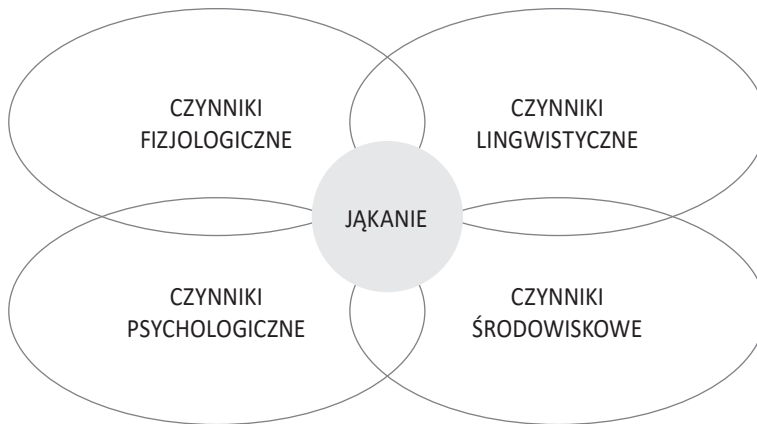 CZYNNIKI
FIZJOLOGICZNE
CZYNNIKI
LINGWISTYCZNE
JĄKANIE
CZYNNIKI
PSYCHOLOGICZNE
CZYNNIKI
ŚRODOWISKOWE